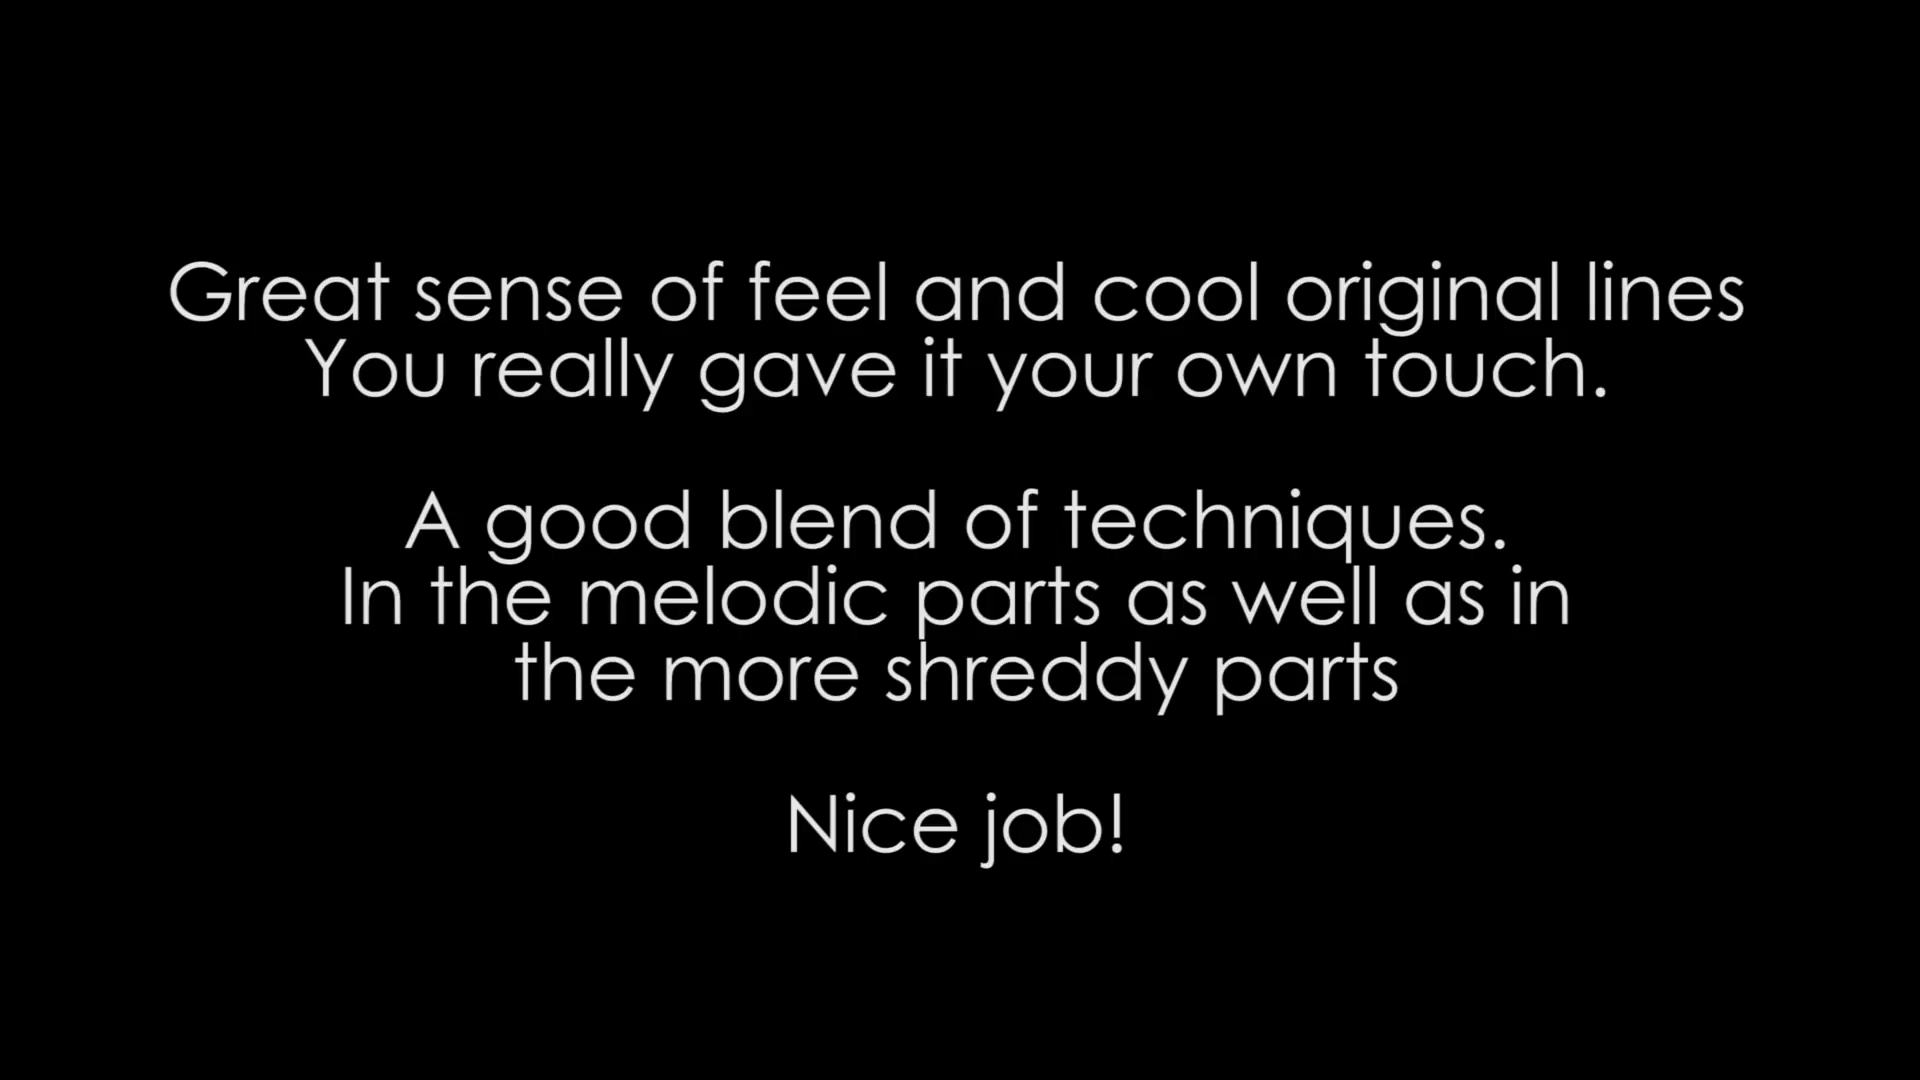 Great sense of feel and cool original lines
You really gave it your own touch.
A good blend of techniques.
In the melodic parts as well as in
the more shreddy parts
Nice job!